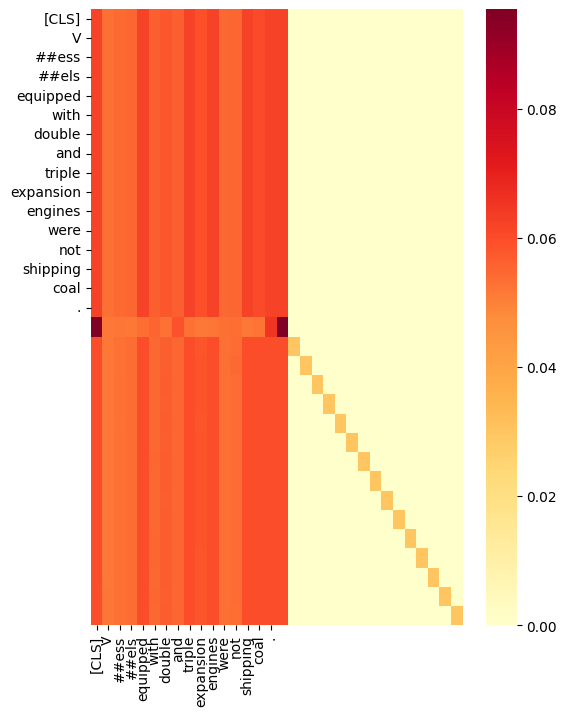 [CLS]
V
##ess
##els
equipped
with
double
and
triple
expansion
engines
were
not
shipping
coal
.
0.08
0.06
0.04
0.02
0.00
[CLS]
V
##ess
##els
equipped
with
double
and
triple
expansion
engines
were
not
shipping
coal
.